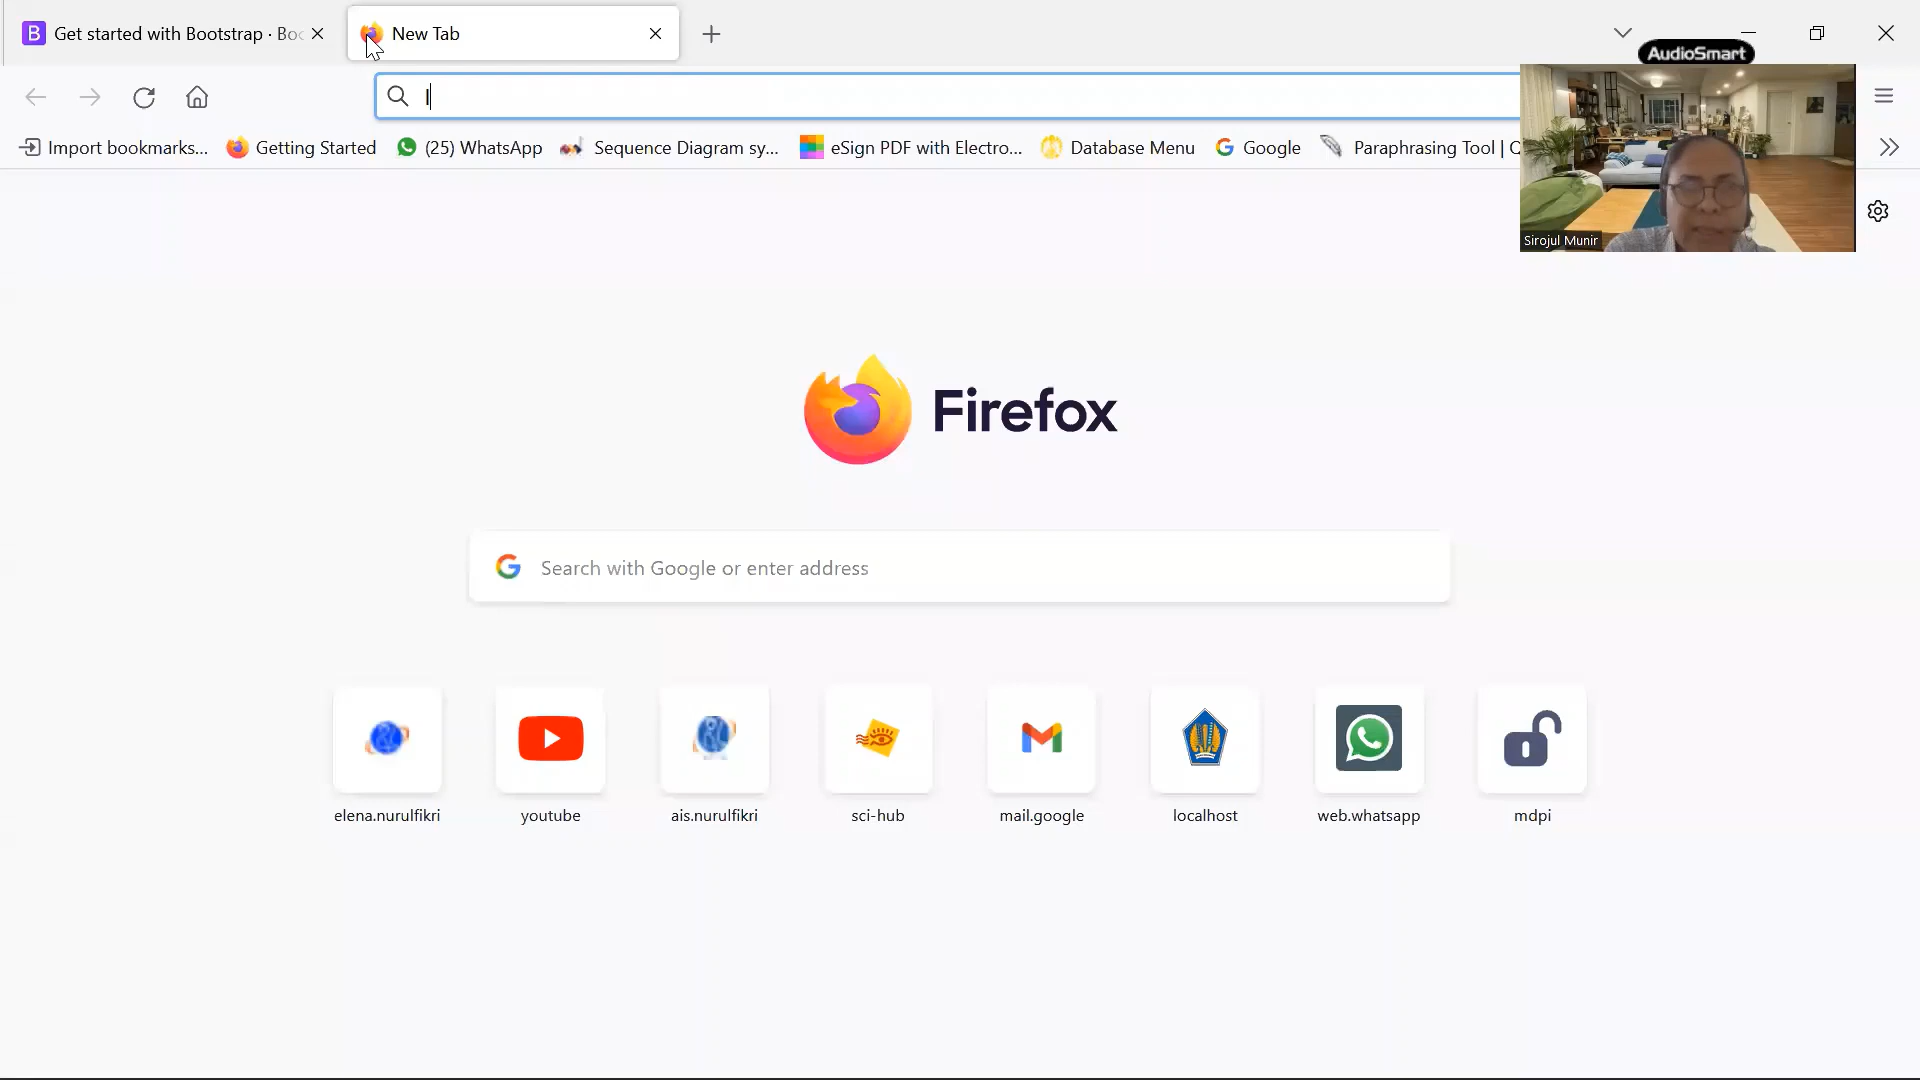 Get started with Bootstrap · Boo
New Tab
AudioSmart
l
Import bookmarks...
Getting Started
(25) WhatsApp
Sequence Diagram sy...
eSign PDF with Electro...
Database Menu
Google
Paraphrasing Tool | Q
Sirojul Munir
Firefox
Search with Google or enter address
elena.nurulfikri
youtube
ais.nurulfikri
sci-hub
mail.google
localhost
web.whatsapp
mdpi